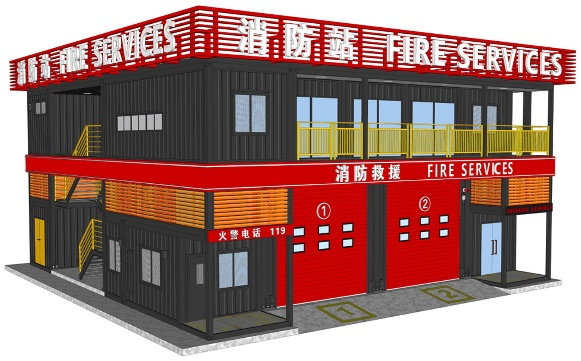 消防站 FIRE SERVICES
消防站 FIRE SERVICES
消防救援 FIRE SERVICES
① ②
火警电话 119
1 2